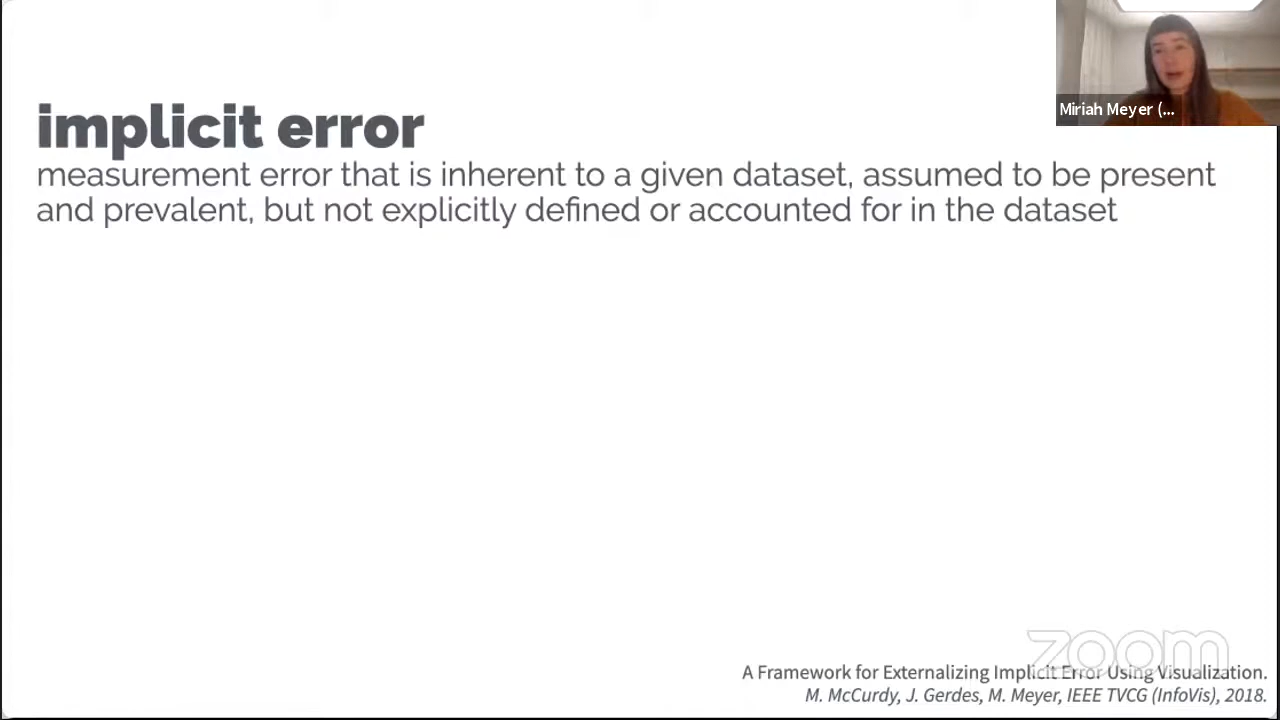 Miriah Meyer (...
implicit error
measurement error that is inherent to a given dataset, assumed to be present
and prevalent, but not explicitly defined or accounted for in the dataset
zoom
A Framework for Externalizing Implicit Error Using Visualization.
M. McCurdy, J. Gerdes, M. Meyer, IEEE TVCG (InfoVis), 2018.